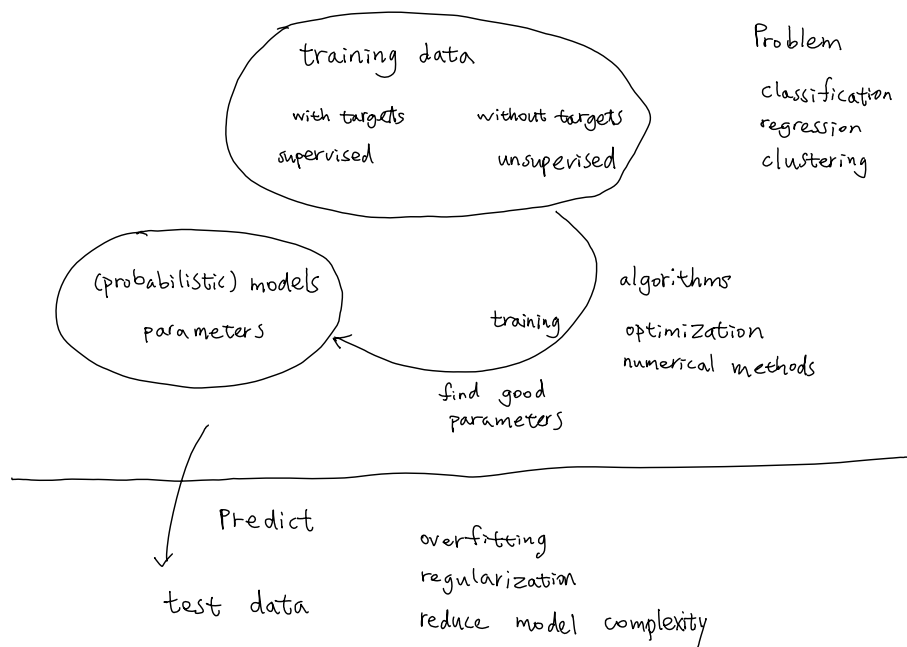 training data
with targets without targets
supervised unsupervised
Problem
classification
regression
clustering
(probabilistic) models
parameters
training
find good
parameters
algorithms
optimization
numerical methods
Predict
test data
overfitting
regularization
reduce model complexity